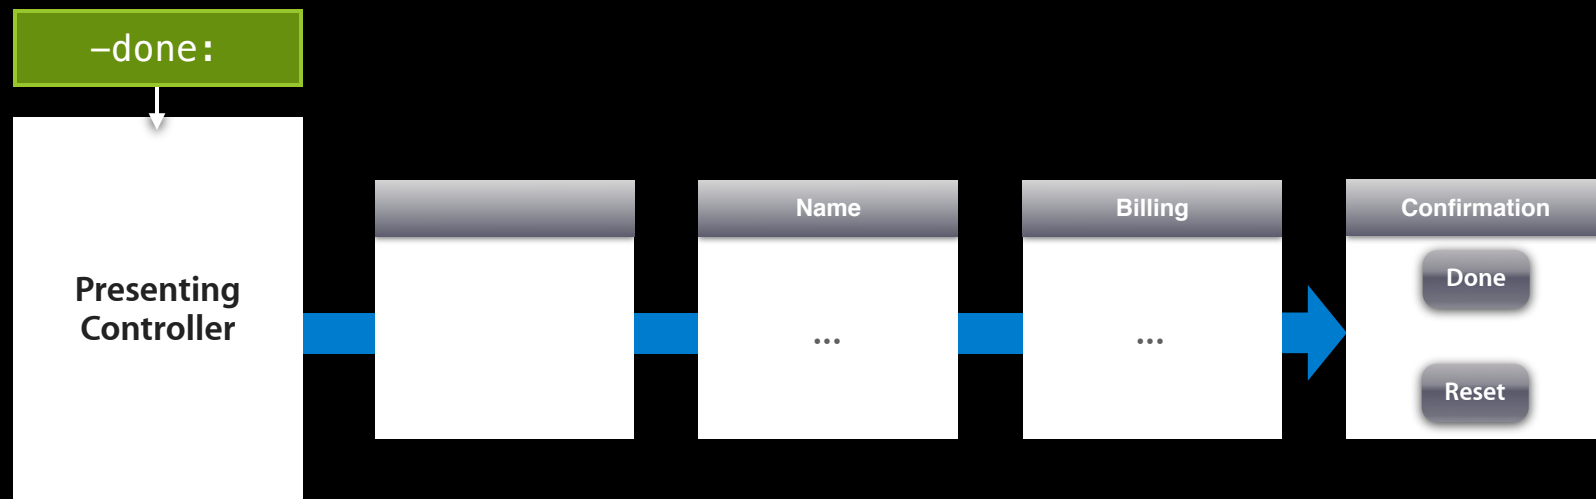 –done:
Presenting
Controller
Name
...
Billing
...
Confirmation
Done
Reset